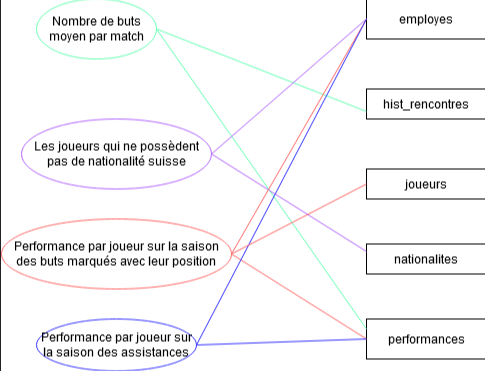 Nombre de buts
moyen par match
employes
hist_rencontres
Les joueurs qui ne possèdent
pas de nationalité suisse
joueurs
Performance par joueur sur la saison
des buts marqués avec leur position
nationalites
Performance par joueur sur
la saison des assistances
performances